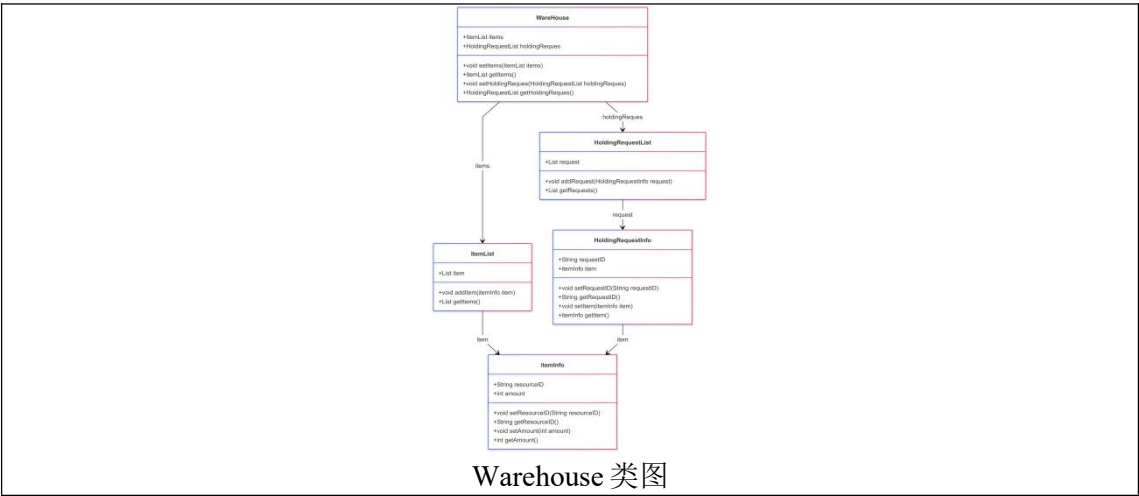 WareHouse
+ItemList items
+HoldingRequestList holdingReques
+void setItems(ItemList items)
+ItemList getItems()
+void setHoldingReques(HoldingRequestList holdingReques)
+HoldingRequestList getHoldingReques()
holdingReques
items
HoldingRequestList
+List request
+void addRequest(HoldingRequestInfo request)
+List getRequests()
request
HoldingRequestInfo
+String requestID
+itemInfo item
+void setRequestID(String requestID)
+String getRequestID()
+void setItem(itemInfo item)
+ItemInfo getItem()
ItemList
+List item
+void addItem(itemInfo item)
+List getItems()
item
item
ItemInfo
+String resourceID
+int amount
+void setResourceID(String resourceID)
+String getResourceID()
+void setAmount(int amount)
+int getAmount()
Warehouse 类图